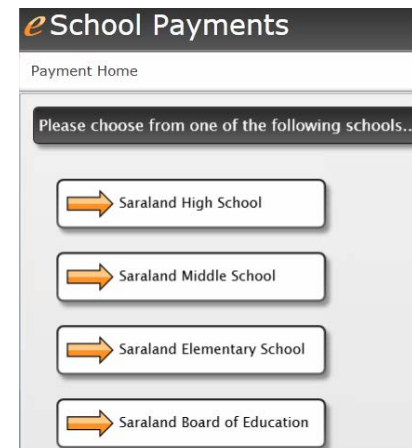 e School Payments
Payment Home
Please choose from one of the following schools..
Saraland High School
Saraland Middle School
Saraland Elementary School
Saraland Board of Education